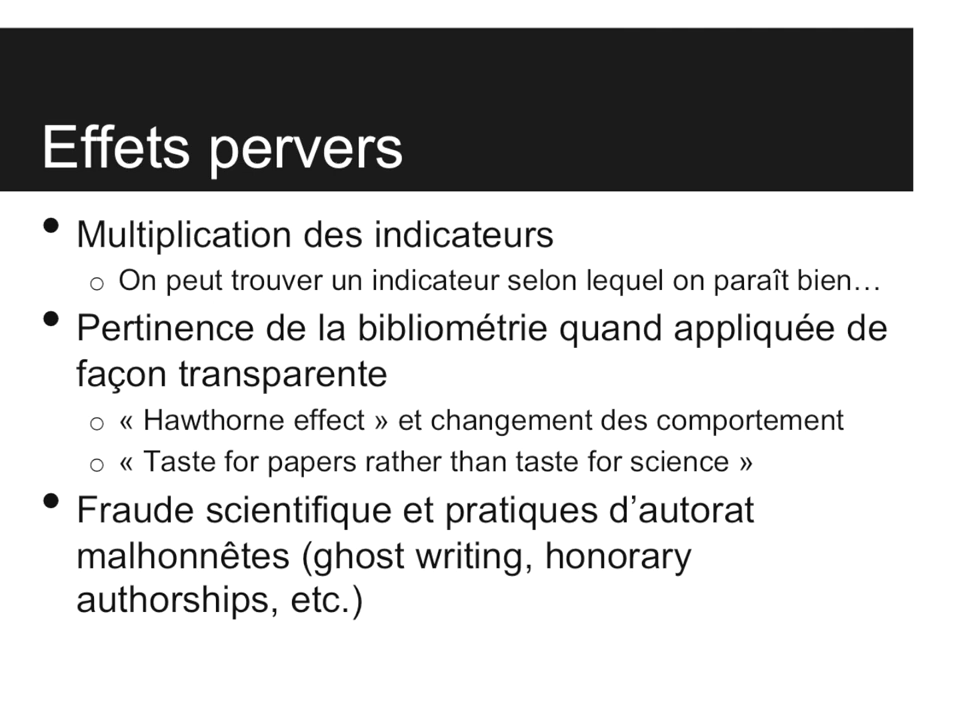 Effets pervers
• Multiplication des indicateurs
o On peut trouver un indicateur selon lequel on paraît bien…
• Pertinence de la bibliométrie quand appliquée de
façon transparente
o « Hawthorne effect » et changement des comportement
o « Taste for papers rather than taste for science »
• Fraude scientifique et pratiques d’autorat
malhonnêtes (ghost writing, honorary
authorships, etc.)